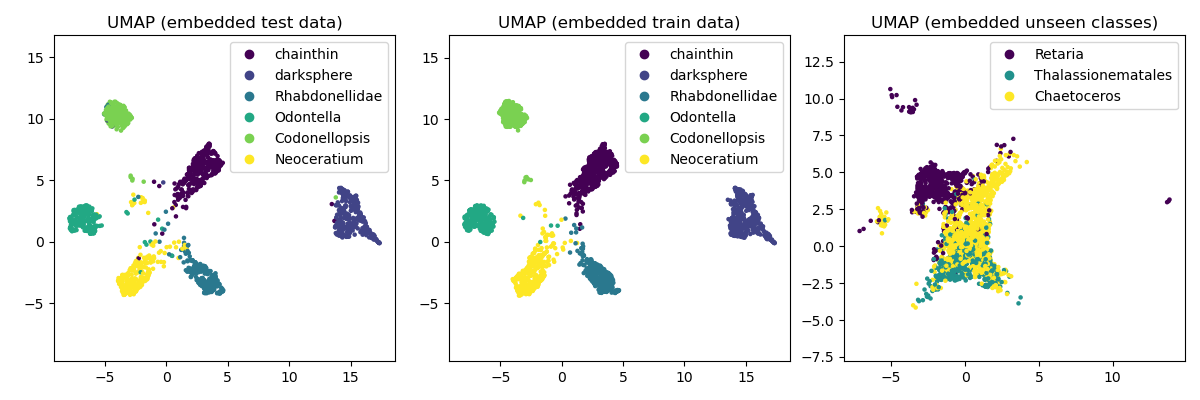 UMAP (embedded test data)
15
10
5
0
−5
−5
0
5
10
15
chainthin
darksphere
Rhabdonellidae
Odontella
Codonellopsis
Neoceratium
UMAP (embedded train data)
15
10
5
0
−5
−5
0
5
10
15
chainthin
darksphere
Rhabdonellidae
Odontella
Codonellopsis
Neoceratium
UMAP (embedded unseen classes)
12.5
10.0
7.5
5.0
2.5
0.0
−2.5
−5.0
−7.5
−5
0
5
10
Retaria
Thalassionematales
Chaetoceros